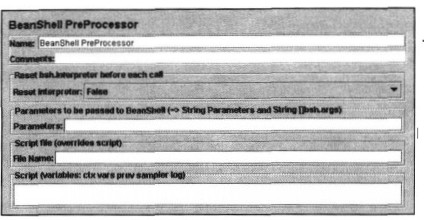 BeanShell PreProcessor
Name: BeanShell PreProcessor
Comments:
Reset bsh.Interpreter before each call
Reset Interpreter: False
Parameters to be passed to BeanShell (=> String Parameters and String []bsh.args)
Parameters:
Script file (overrides script)
File Name:
Script (variables: ctx vars prev sampler log)